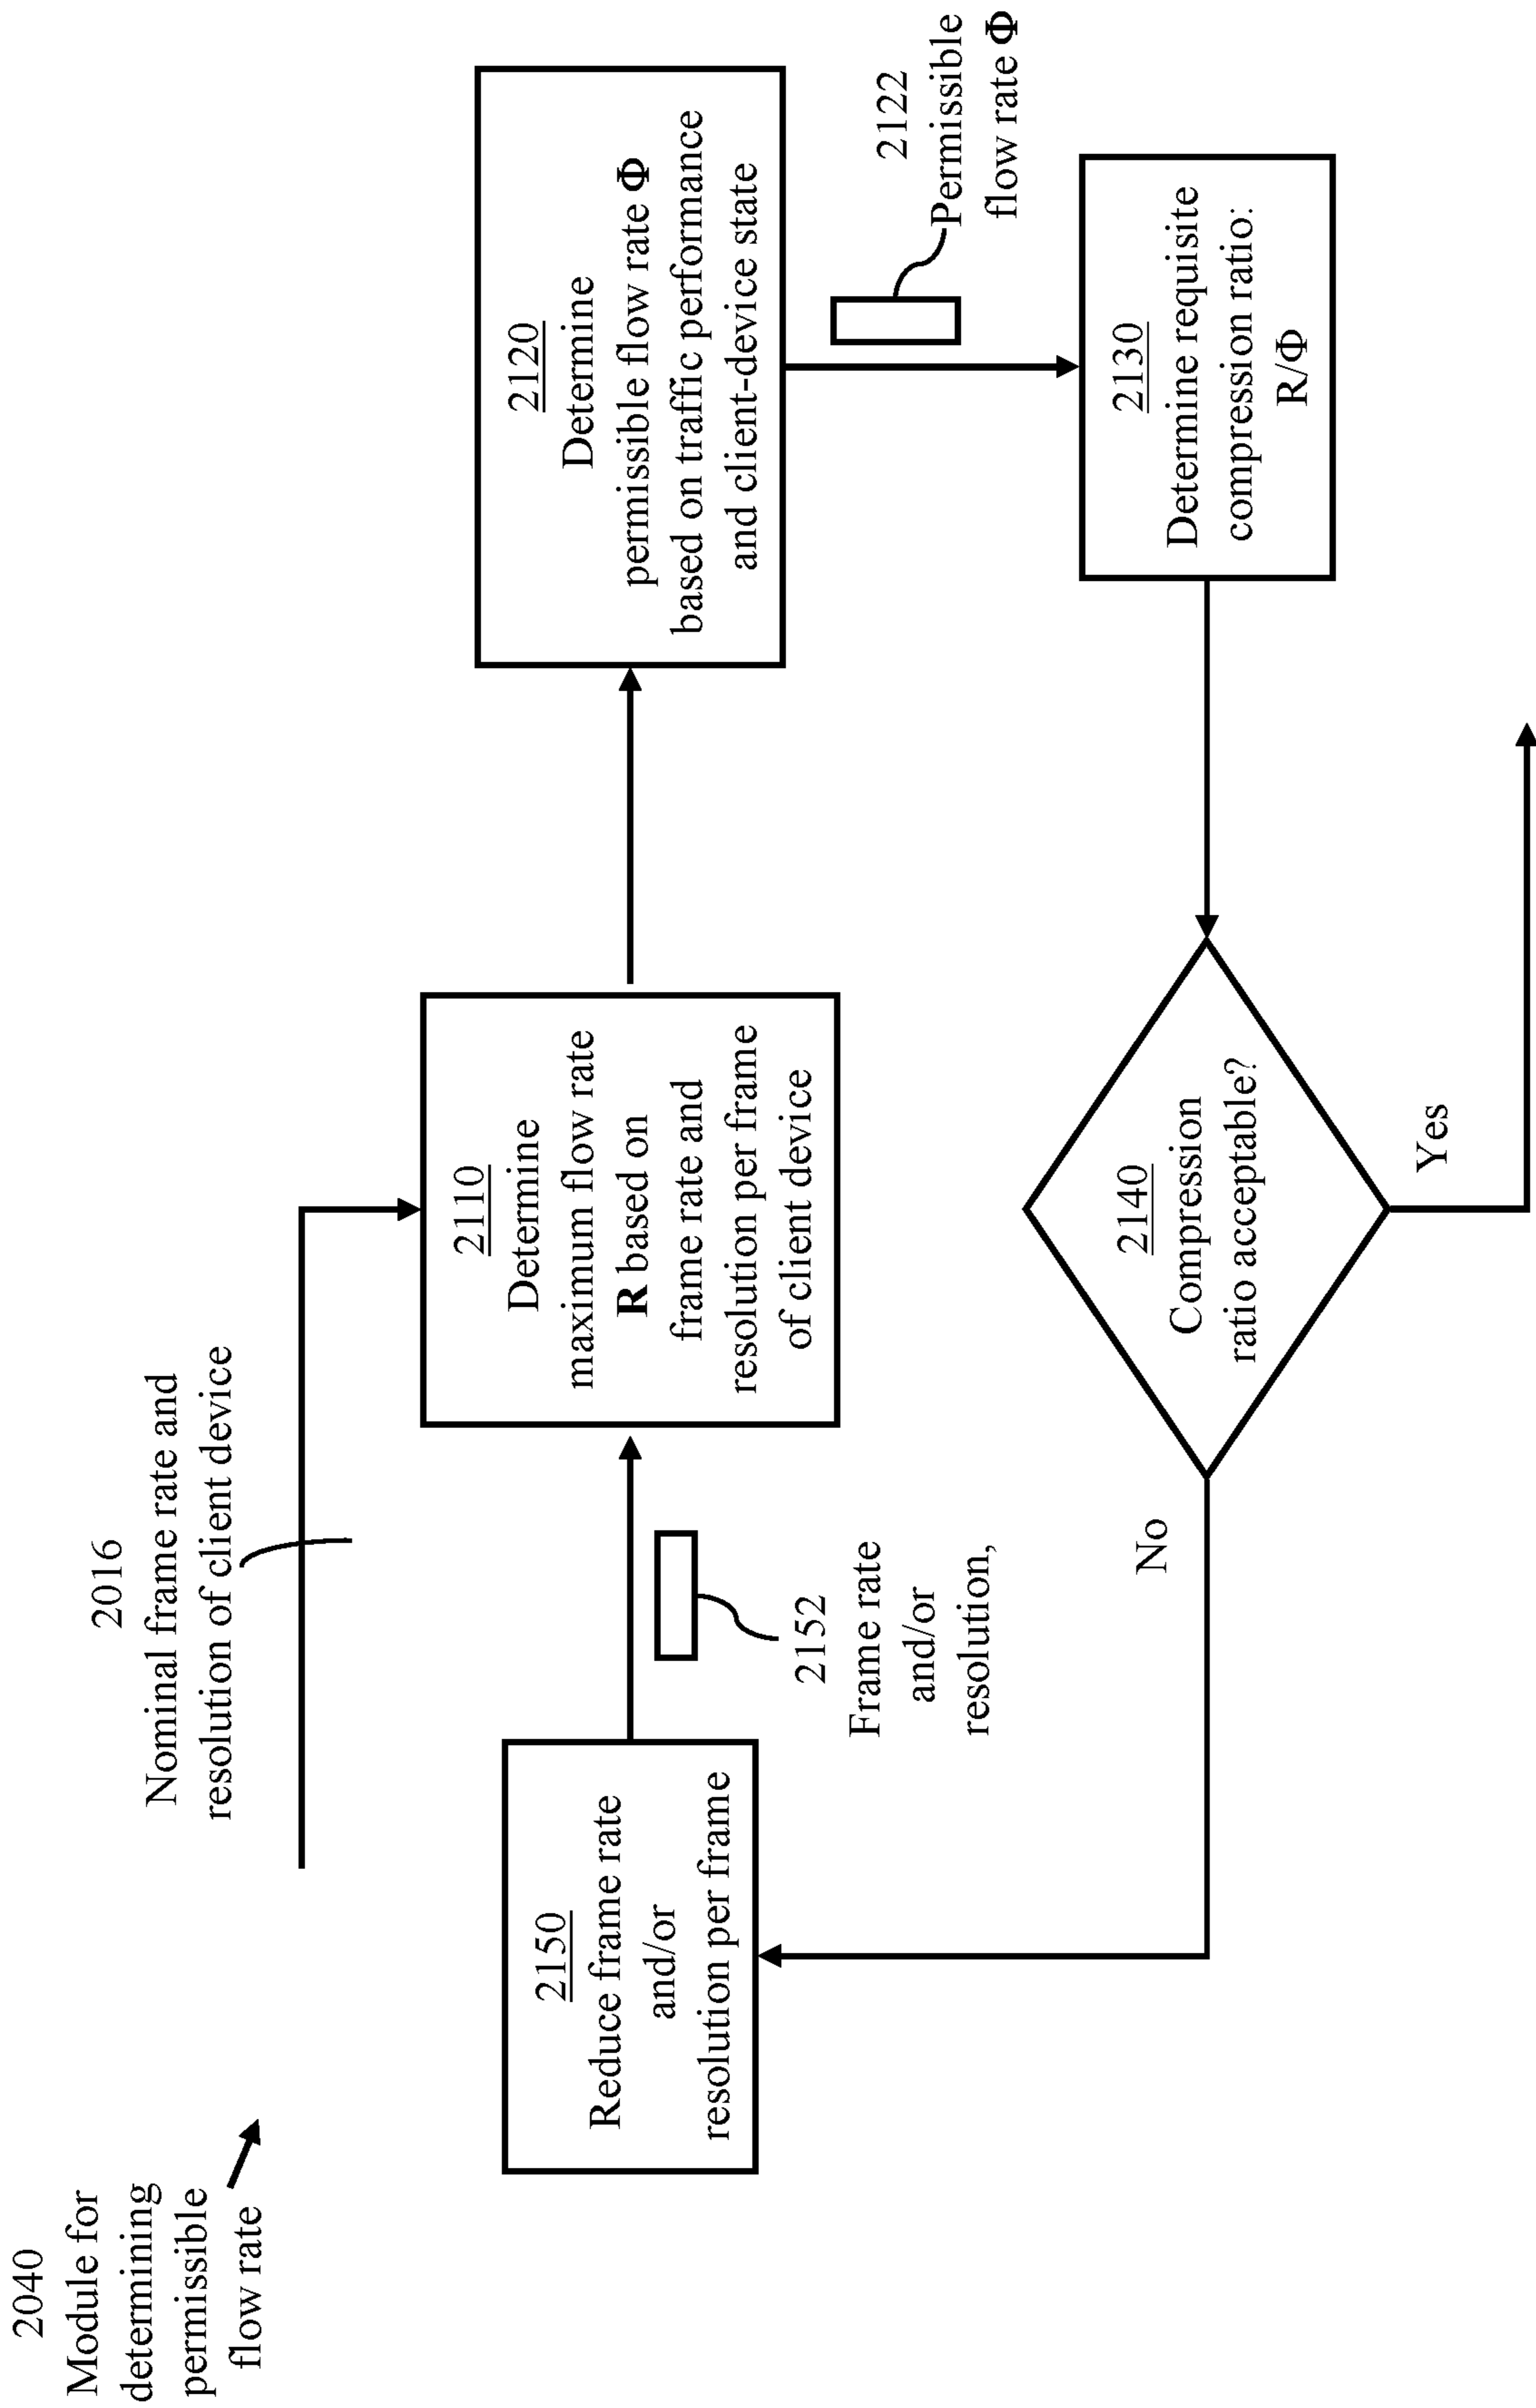 2040
Module for
determining
permissible
flow rate
2016
Nominal frame rate and
resolution of client device
2150
Reduce frame rate
and/or
resolution per frame
2152
Frame rate
and/or
resolution,
2110
Determine
maximum flow rate
R based on
frame rate and
resolution per frame
of client device
2120
Determine
permissible flow rate Φ
based on traffic performance
and client-device state
2122
Permissible
flow rate Φ
2130
Determine requisite
compression ratio:
R/Φ
2140
Compression
ratio acceptable?
No
Yes